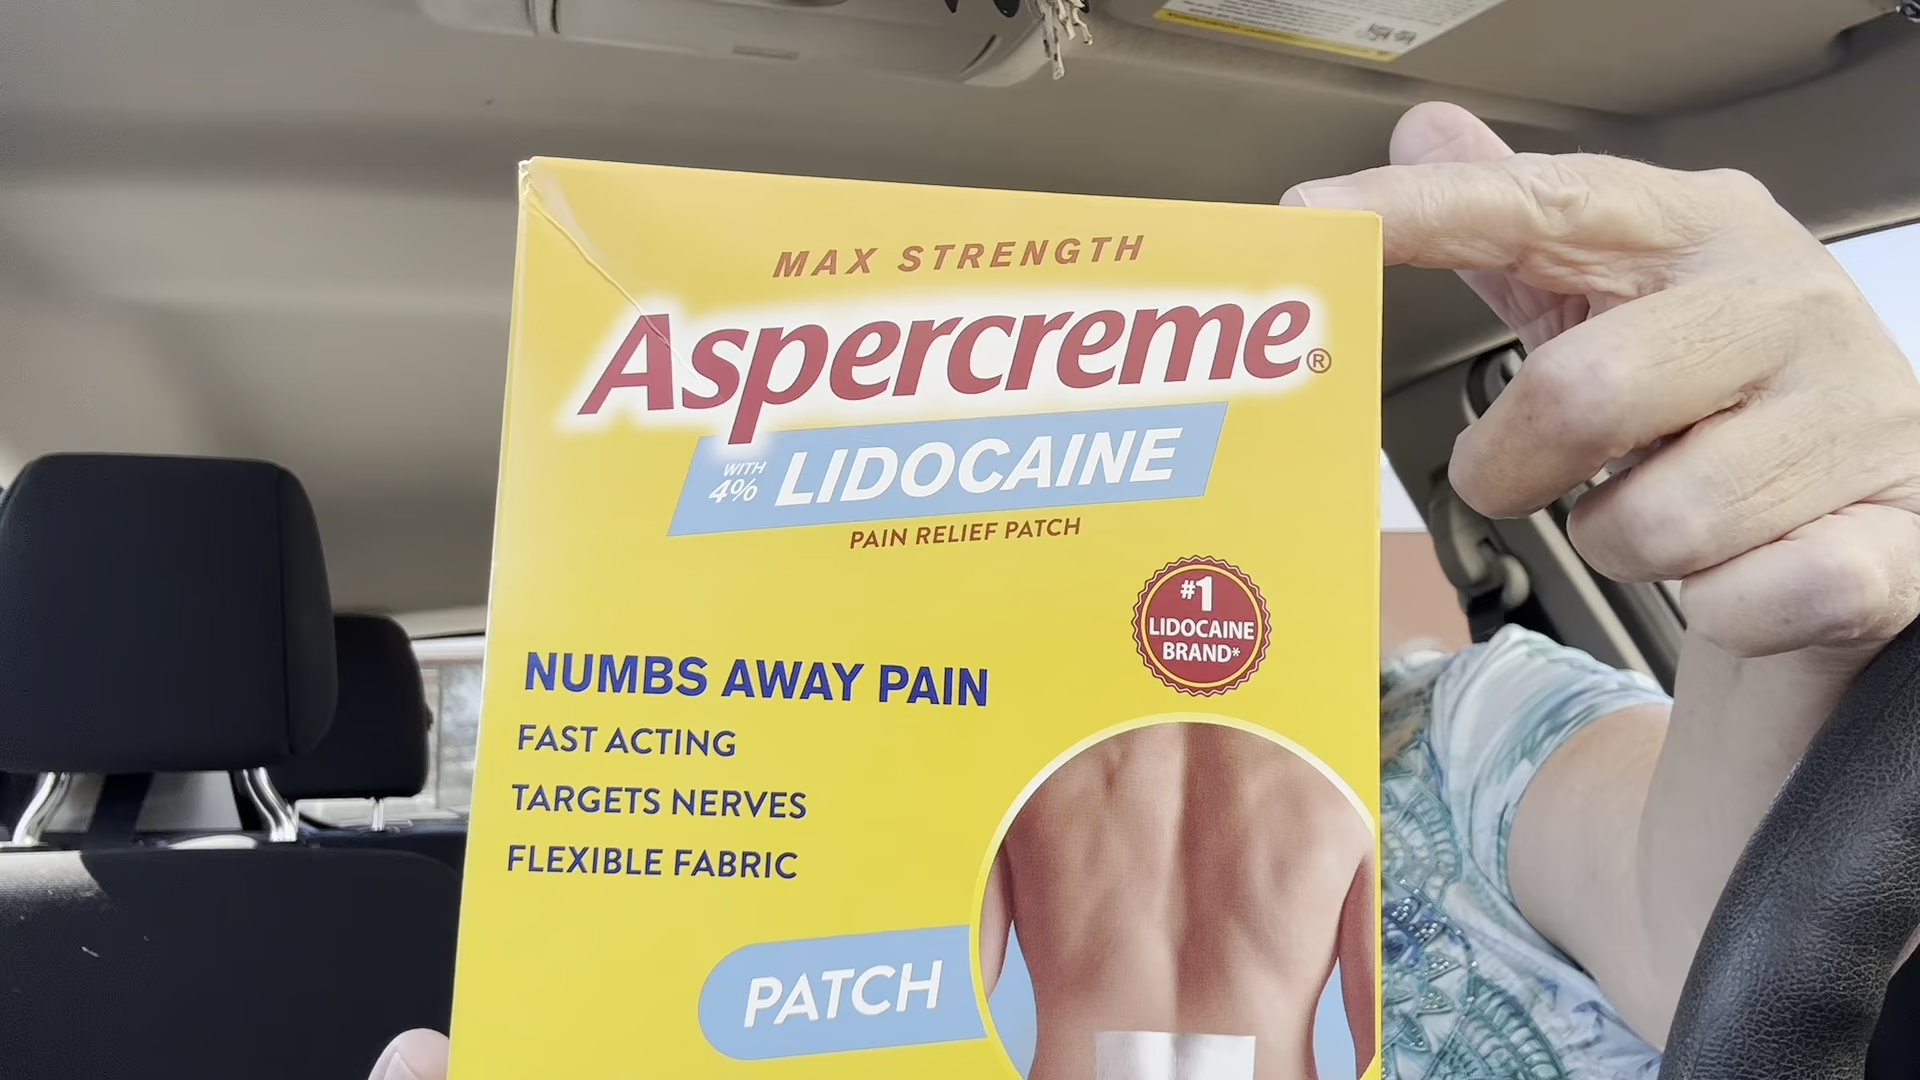 MAX STRENGTH
Aspercreme®
WITH 4% LIDOCAINE
PAIN RELIEF PATCH
#1
LIDOCAINE
BRAND*
NUMBS AWAY PAIN
FAST ACTING
TARGETS NERVES
FLEXIBLE FABRIC
PATCH